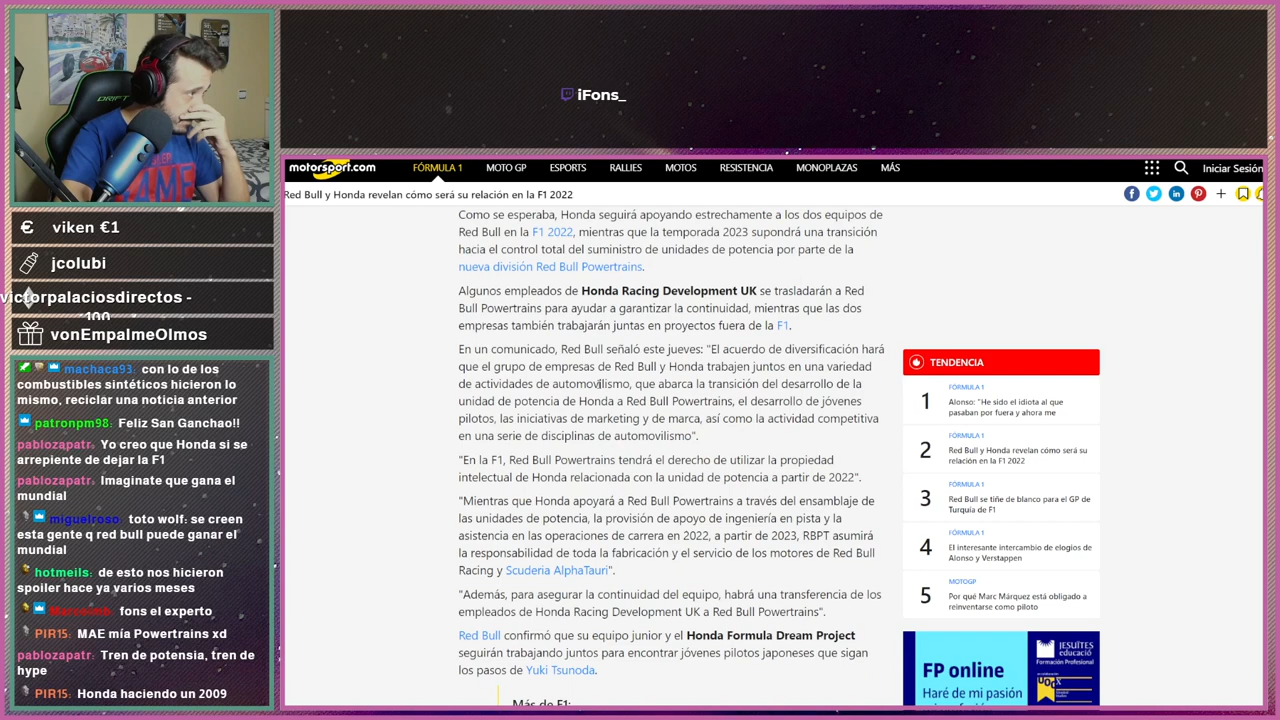 iFons_
motorsport.com
FÓRMULA 1 MOTO GP ESPORTS RALLIES MOTOS RESISTENCIA MONOPLAZAS MÁS
Iniciar Sesión
Red Bull y Honda revelan cómo será su relación en la F1 2022
Como se esperaba, Honda seguirá apoyando estrechamente a los dos equipos de
Red Bull en la F1 2022, mientras que la temporada 2023 supondrá una transición
hacia el control total del suministro de unidades de potencia por parte de la
nueva división Red Bull Powertrains.
Algunos empleados de Honda Racing Development UK se trasladarán a Red
Bull Powertrains para ayudar a garantizar la continuidad, mientras que las dos
empresas también trabajarán juntas en proyectos fuera de la F1.
En un comunicado, Red Bull señaló este jueves: "El acuerdo de diversificación hará
que el grupo de empresas de Red Bull y Honda trabajen juntos en una variedad
de actividades de automovilismo, que abarca la transición del desarrollo de la
unidad de potencia de Honda a Red Bull Powertrains, el desarrollo de jóvenes
pilotos, las iniciativas de marketing y de marca, así como la actividad competitiva
en una serie de disciplinas de automovilismo".
"En la F1, Red Bull Powertrains tendrá el derecho de utilizar la propiedad
intelectual de Honda relacionada con la unidad de potencia a partir de 2022".
"Mientras que Honda apoyará a Red Bull Powertrains a través del ensamblaje de
las unidades de potencia, la provisión de apoyo de ingeniería en pista y la
asistencia en las operaciones de carrera en 2022, a partir de 2023, RBPT asumirá
la responsabilidad de toda la fabricación y el servicio de los motores de Red Bull
Racing y Scuderia AlphaTauri".
"Además, para asegurar la continuidad del equipo, habrá una transferencia de los
empleados de Honda Racing Development UK a Red Bull Powertrains".
Red Bull confirmó que su equipo junior y el Honda Formula Dream Project
seguirán trabajando juntos para encontrar jóvenes pilotos japoneses que sigan
los pasos de Yuki Tsunoda.
Más de F1:
TENDENCIA
1
FÓRMULA 1
Alonso: "He sido el idiota al que
pasaban por fuera y ahora me
2
FÓRMULA 1
Red Bull y Honda revelan cómo será su
relación en la F1 2022
3
FÓRMULA 1
Red Bull se tiñe de blanco para el GP de
Turquía de F1
4
FÓRMULA 1
El interesante intercambio de elogios de
Alonso y Verstappen
5
MOTOGP
Por qué Marc Márquez está obligado a
reinventarse como piloto
FP online
Haré de mi pasión
JESUÏTES
educació
Formación Profesional
DRIFT
viken €1
jcolubi
victorpalaciosdirectos -
100
vonEmpalmeOlmos
machaca93: con lo de los
combustibles sintéticos hicieron lo
mismo, reciclar una noticia anterior
patronpm98: Feliz San Ganchao!!
pablozapatr: Yo creo que Honda si se
arrepiente de dejar la F1
pablozapatr: Imaginate que gana el
mundial
miguelroso: toto wolf: se creen
esta gente q red bull puede ganar el
mundial
hotmeils: de esto nos hicieron
spoiler hace ya varios meses
fons el experto
PIR15: MAE mía Powertrains xd
pablozapatr: Tren de potensia, tren de
hype
PIR15: Honda haciendo un 2009